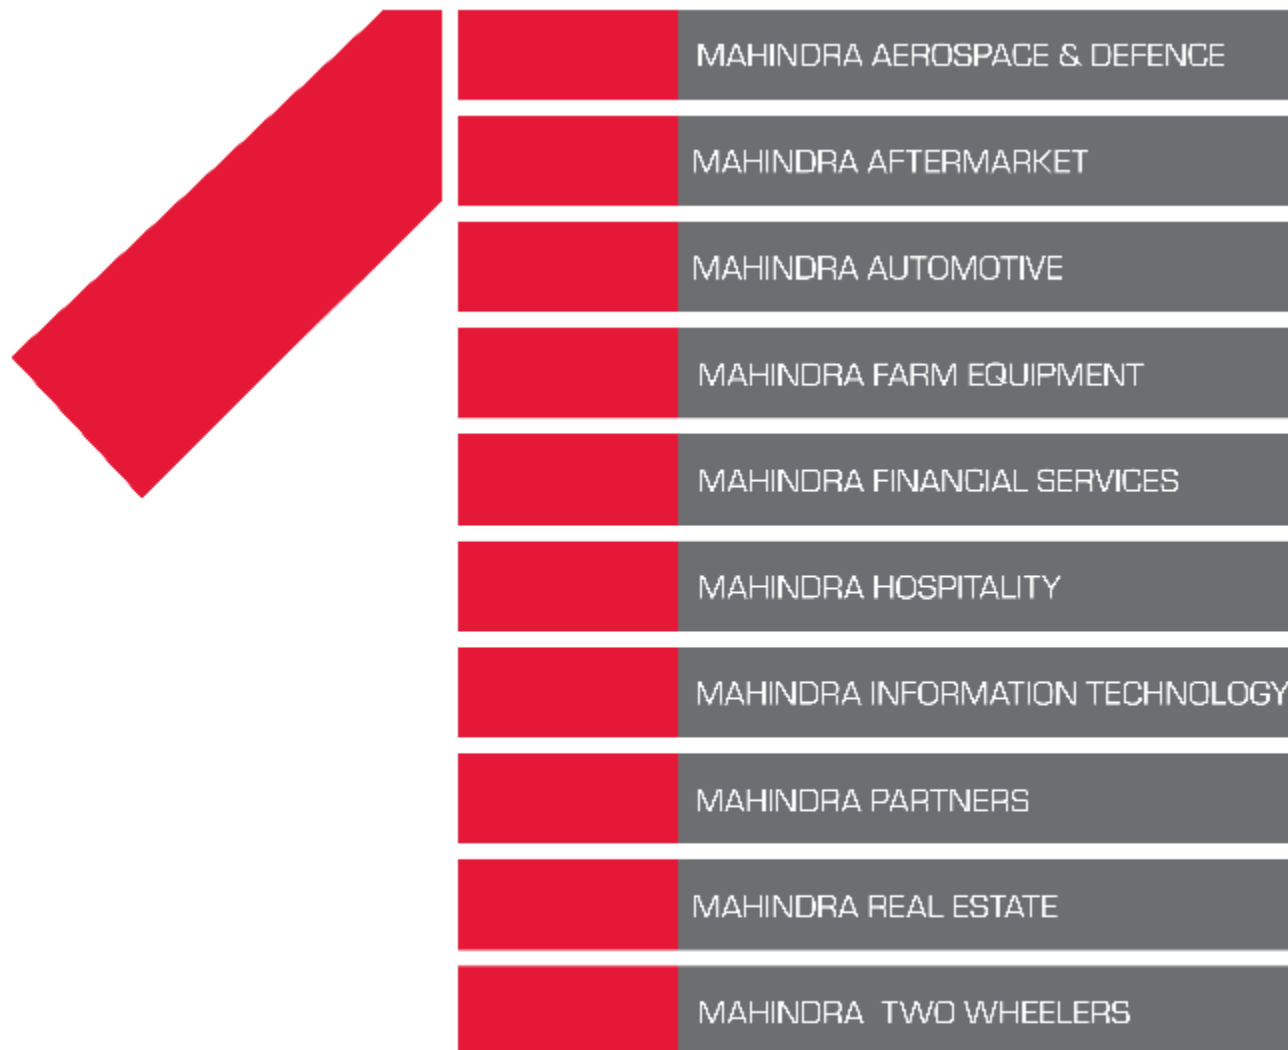 MAHINDRA AEROSPACE & DEFENCE
MAHINDRA AFTERMARKET
MAHINDRA AUTOMOTIVE
MAHINDRA FARM EQUIPMENT
MAHINDRA FINANCIAL SERVICES
MAHINDRA HOSPITALITY
MAHINDRA INFORMATION TECHNOLOGY
MAHINDRA PARTNERS
MAHINDRA REAL ESTATE
MAHINDRA TWO WHEELERS